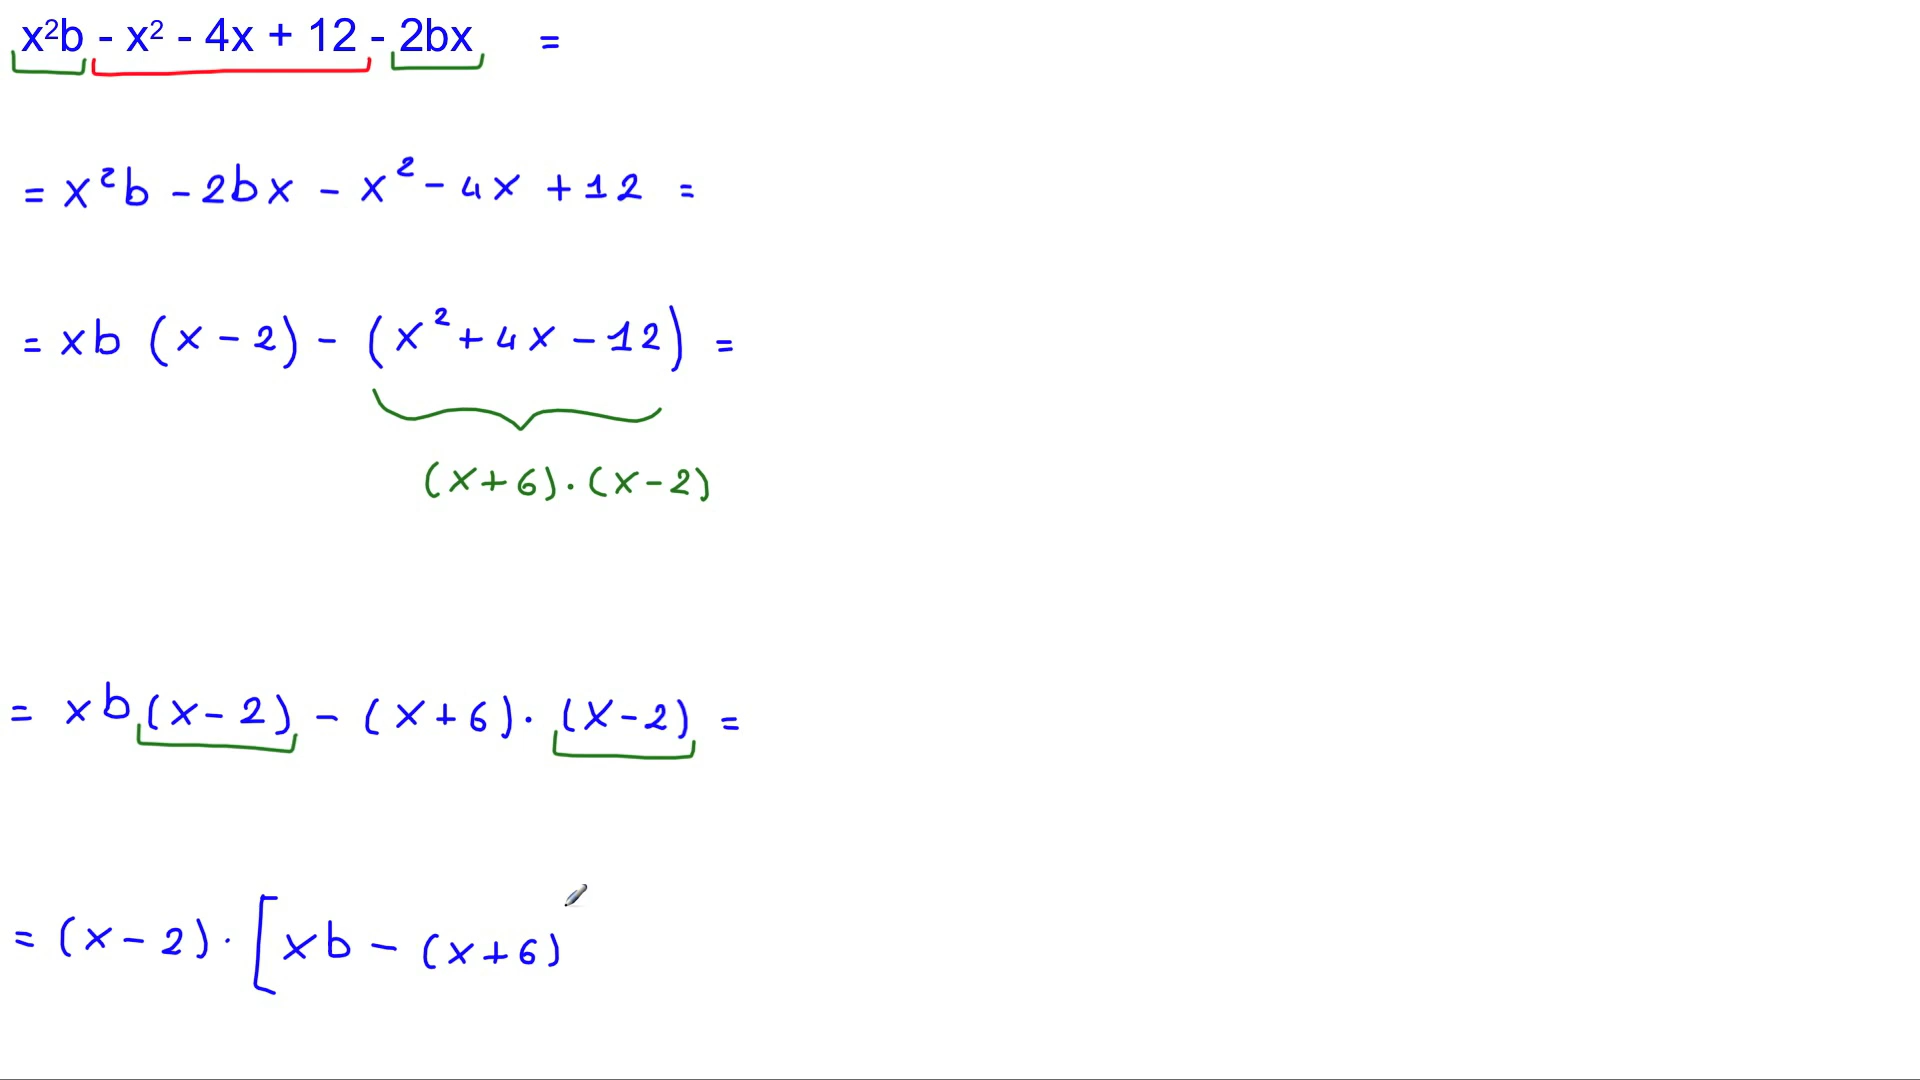 x²b - x² - 4x + 12 - 2bx =
= x²b - 2bx - x² - 4x + 12 =
= xb (x - 2) - (x² + 4x - 12) =
(x + 6) · (x - 2)
= xb (x - 2) - (x + 6) · (x - 2) =
= (x - 2) · [xb - (x + 6)